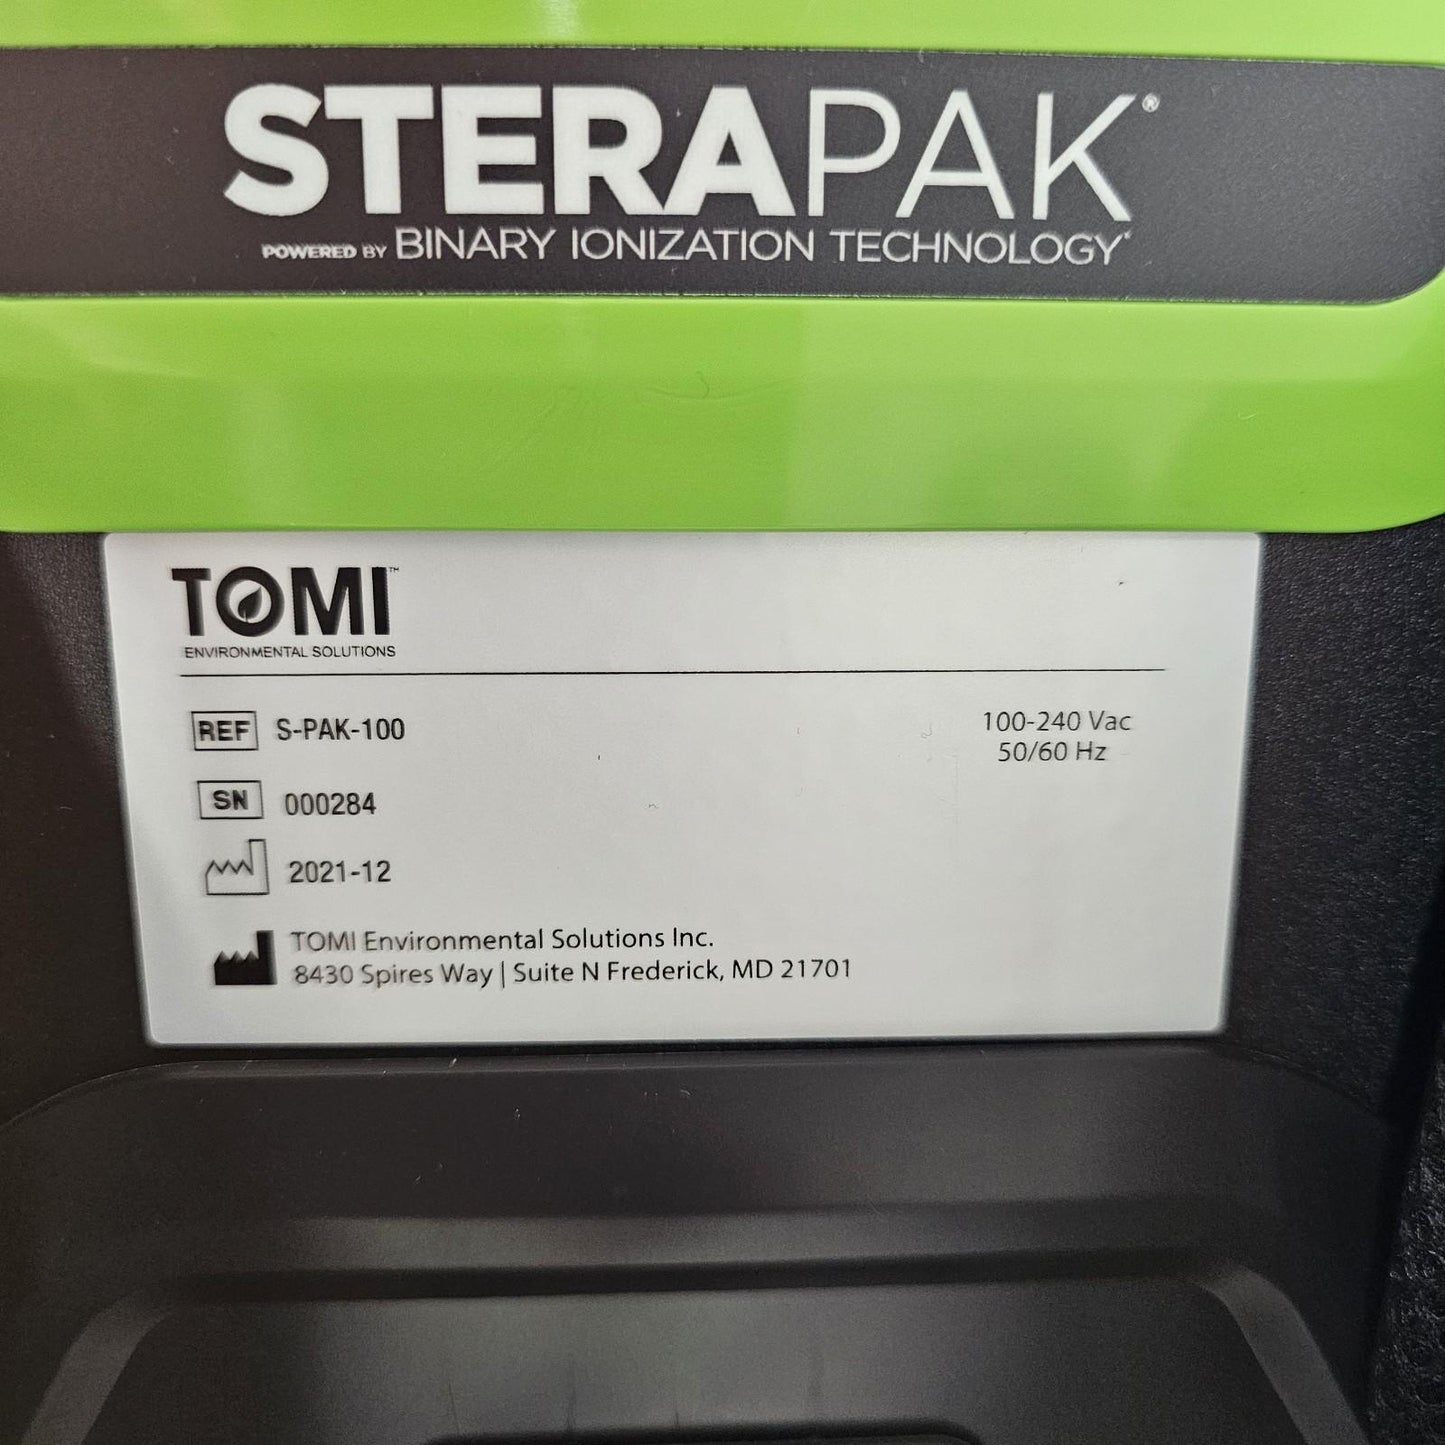 STERAPAK®
POWERED BY BINARY IONIZATION TECHNOLOGY®
TOMI™
ENVIRONMENTAL SOLUTIONS
REF S-PAK-100
100-240 Vac
50/60 Hz
SN 000284
2021-12
TOMI Environmental Solutions Inc.
8430 Spires Way | Suite N Frederick, MD 21701